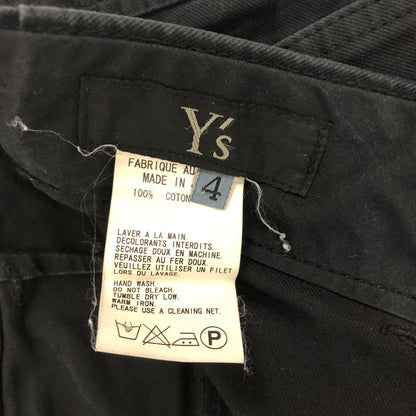 Y's
FABRIQUE AU
MADE IN
4
100% COTON
LAVER A LA MAIN.
DECOLORANTS INTERDITS.
SECHAGE DOUX EN MACHINE.
REPASSER AU FER DOUX.
VEUILLEZ UTILISER UN FILET
LORS DU LAVAGE.
HAND WASH.
DO NOT BLEACH.
TUMBLE DRY LOW.
WARM IRON.
PLEASE USE A CLEANING NET.
P